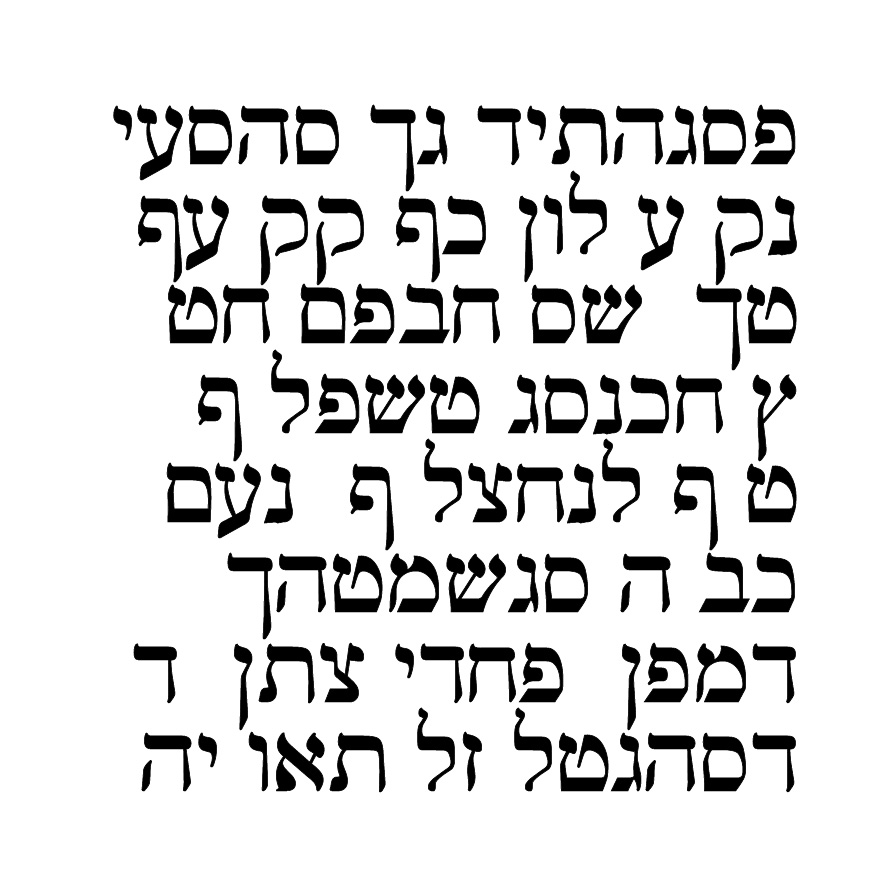 פסגהתיד גך סהסעי
נק ע לון כף קק עף
טך שס חבפם חט
ץ חכנסג טשפל ף
ט ף לנחצל ף נעם
כב ה סגשמטהך
דמפן פחדי צתן ד
דסהגטל זל תאו יה